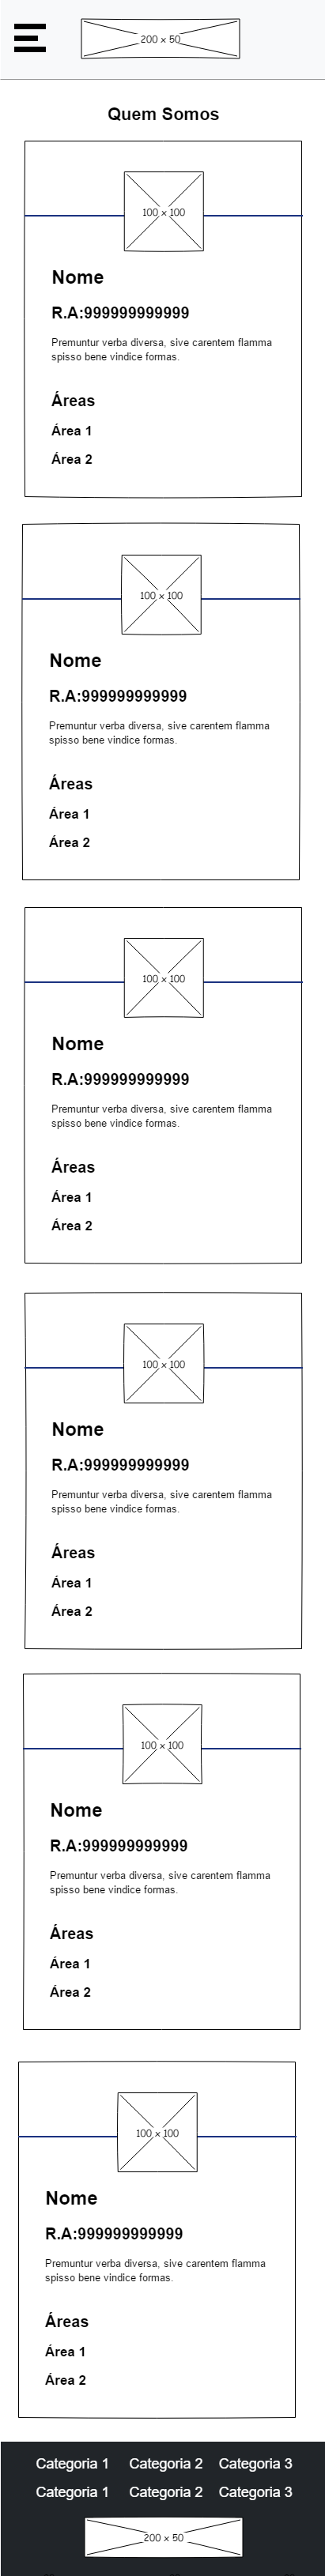 200 x 50
Quem Somos
100 x 100
Nome
R.A:999999999999
Premuntur verba diversa, sive carentem flamma
spisso bene vindice formas.
Áreas
Área 1
Área 2
100 x 100
Nome
R.A:999999999999
Premuntur verba diversa, sive carentem flamma
spisso bene vindice formas.
Áreas
Área 1
Área 2
100 x 100
Nome
R.A:999999999999
Premuntur verba diversa, sive carentem flamma
spisso bene vindice formas.
Áreas
Área 1
Área 2
100 x 100
Nome
R.A:999999999999
Premuntur verba diversa, sive carentem flamma
spisso bene vindice formas.
Áreas
Área 1
Área 2
100 x 100
Nome
R.A:999999999999
Premuntur verba diversa, sive carentem flamma
spisso bene vindice formas.
Áreas
Área 1
Área 2
100 x 100
Nome
R.A:999999999999
Premuntur verba diversa, sive carentem flamma
spisso bene vindice formas.
Áreas
Área 1
Área 2
Categoria 1 Categoria 2 Categoria 3
Categoria 1 Categoria 2 Categoria 3
200 x 50